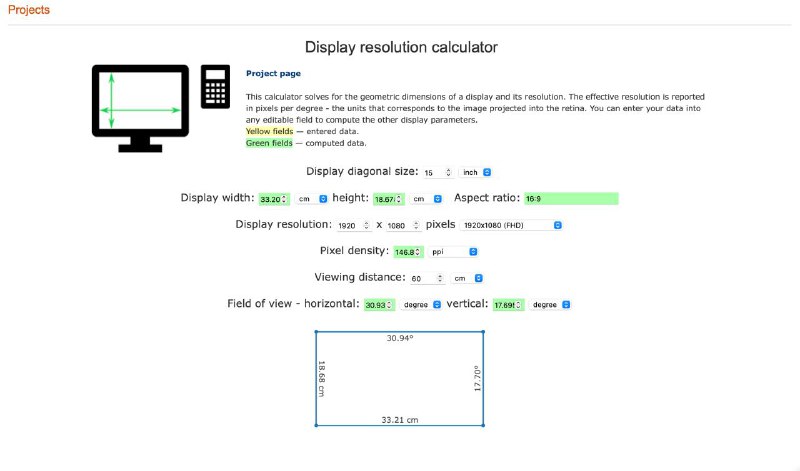 Projects
Display resolution calculator
Project page
This calculator solves for the geometric dimensions of a display and its resolution. The effective resolution is reported
in pixels per degree - the units that corresponds to the image projected into the retina. You can enter your data into
any editable field to compute the other display parameters.
Yellow fields — entered data.
Green fields — computed data.
Display diagonal size: 15 inch
Display width: 33.20 cm height: 18.67 cm Aspect ratio: 16:9
Display resolution: 1920 X 1080 pixels 1920x1080 (FHD)
Pixel density: 146.8 ppi
Viewing distance: 60 cm
Field of view - horizontal: 30.93 degree vertical: 17.69 degree
30.94º
18.68 cm
17.70º
33.21 cm